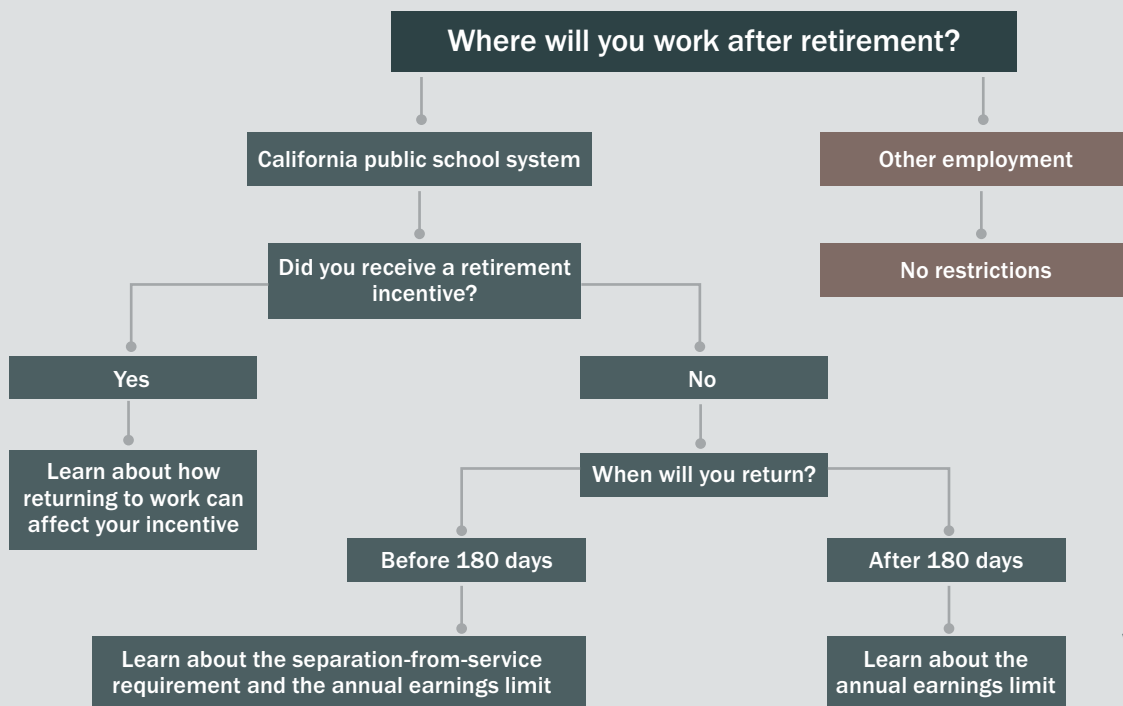 Where will you work after retirement?
California public school system
Other employment
Did you receive a retirement
incentive?
No restrictions
Yes
No
Learn about how
returning to work can
affect your incentive
When will you return?
Before 180 days
After 180 days
Learn about the separation-from-service
requirement and the annual earnings limit
Learn about the
annual earnings limit